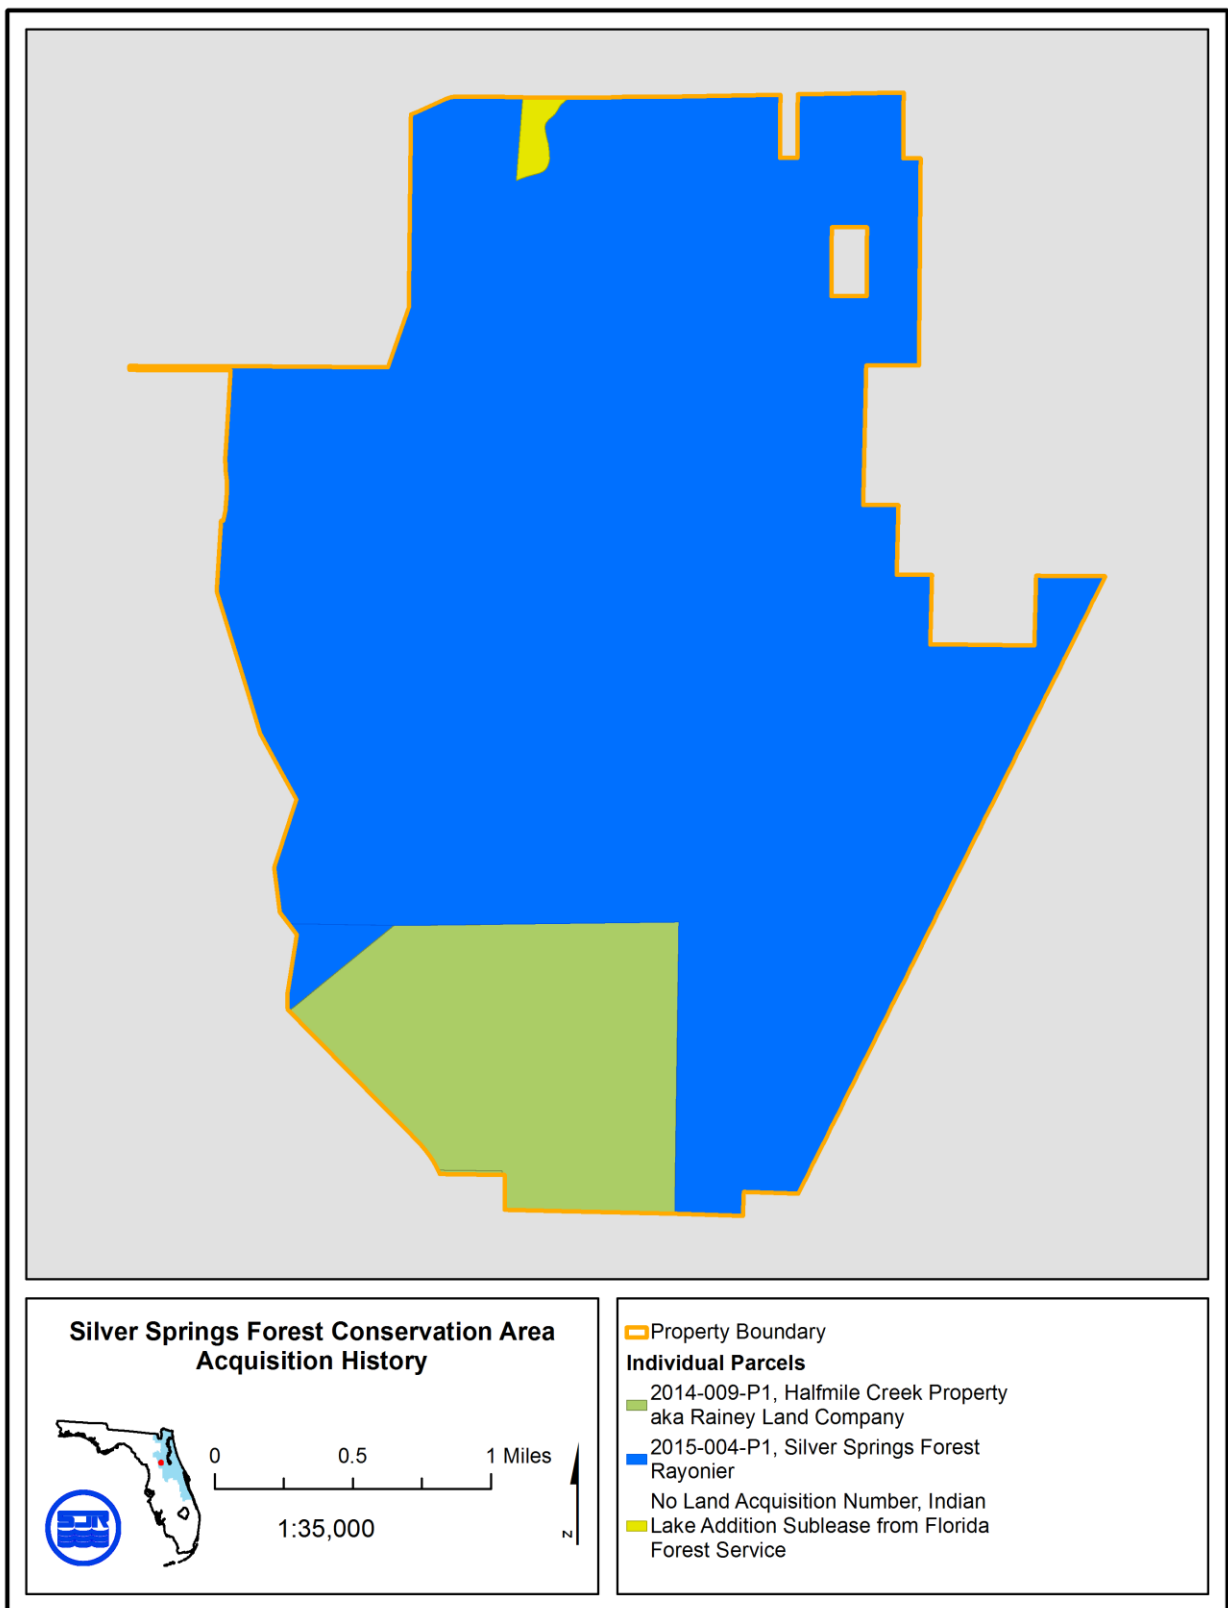 Silver Springs Forest Conservation Area
Acquisition History
0 0.5 1 Miles
1:35,000
N
SJR
Property Boundary
Individual Parcels
2014-009-P1, Halfmile Creek Property
aka Rainey Land Company
2015-004-P1, Silver Springs Forest
Rayonier
No Land Acquisition Number, Indian
Lake Addition Sublease from Florida
Forest Service